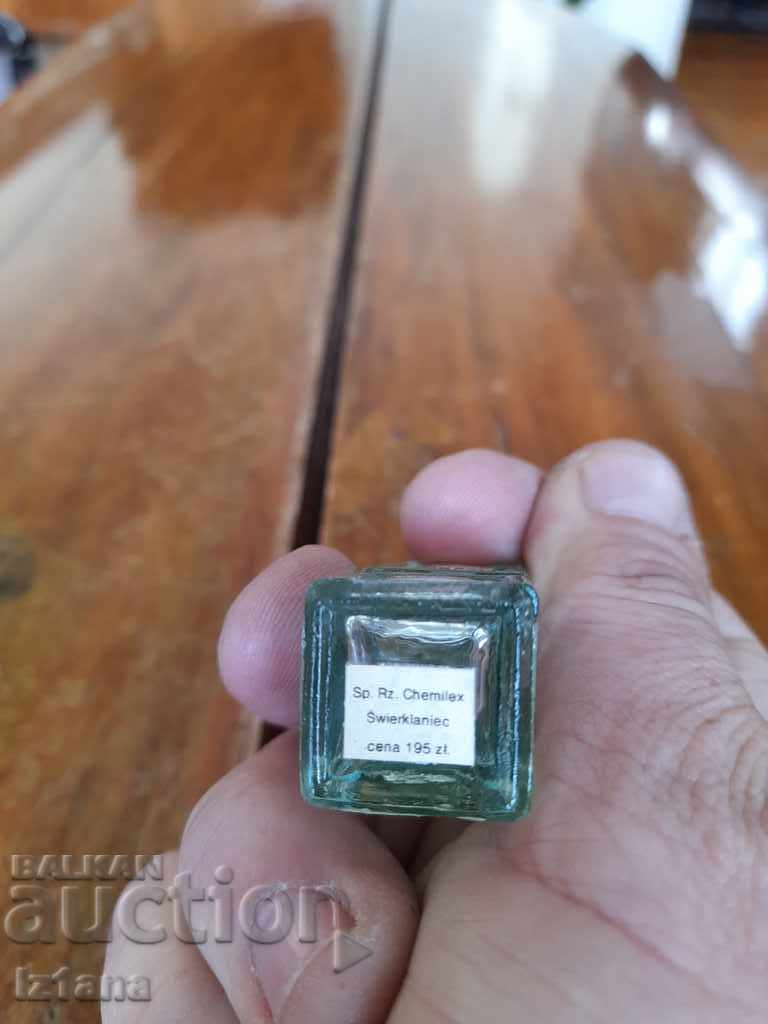 Sp. Rz. Chemilex
Świerklaniec
cena 195 zł.
BALKAN
auction
iz1ana